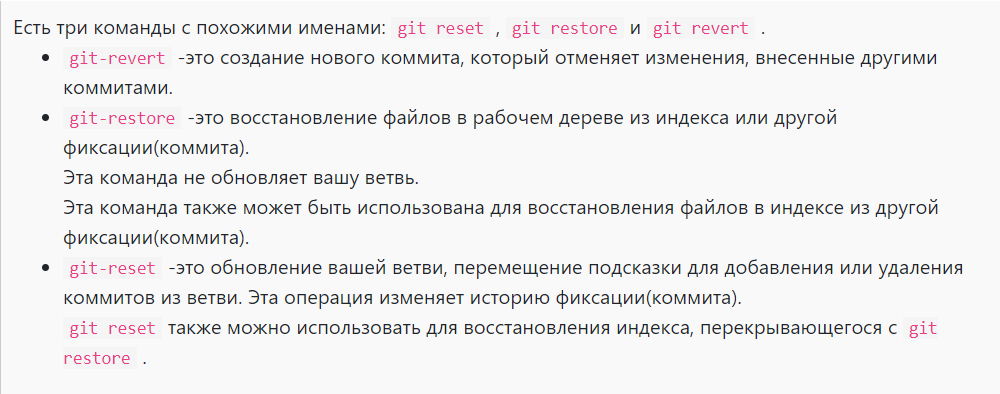 Есть три команды с похожими именами: git reset , git restore и git revert .
git-revert -это создание нового коммита, который отменяет изменения, внесенные другими
коммитами.
git-restore -это восстановление файлов в рабочем дереве из индекса или другой
фиксации(коммита).
Эта команда не обновляет вашу ветвь.
Эта команда также может быть использована для восстановления файлов в индексе из другой
фиксации(коммита).
git-reset -это обновление вашей ветви, перемещение подсказки для добавления или удаления
коммитов из ветви. Эта операция изменяет историю фиксации(коммита).
git reset также можно использовать для восстановления индекса, перекрывающегося с git
restore .